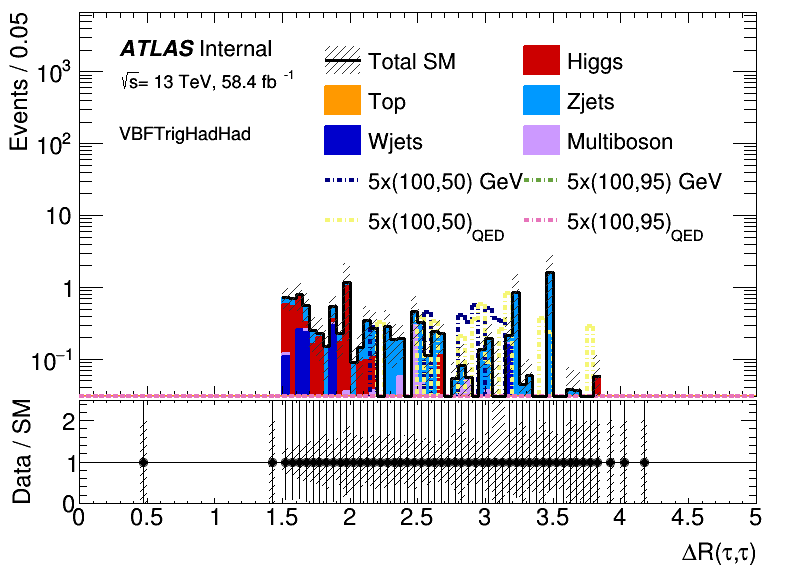 Events / 0.05
10³
10²
10
1
10⁻¹
ATLAS Internal
√s= 13 TeV, 58.4 fb⁻¹
VBFTrigHadHad
Total SM
Higgs
Top
Zjets
Wjets
Multiboson
5x(100,50) GeV
5x(100,95) GeV
5x(100,50)QED
5x(100,95)QED
Data / SM
2
1
0
0 0.5 1 1.5 2 2.5 3 3.5 4 4.5 5
ΔR(τ,τ)